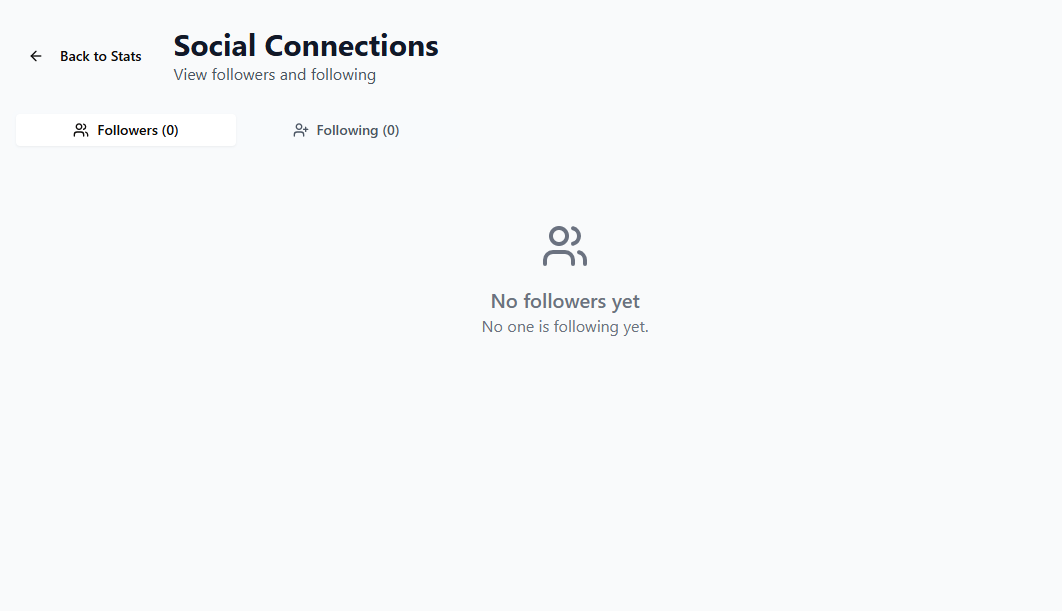 Back to Stats
Social Connections
View followers and following
Followers (0)
Following (0)
No followers yet
No one is following yet.